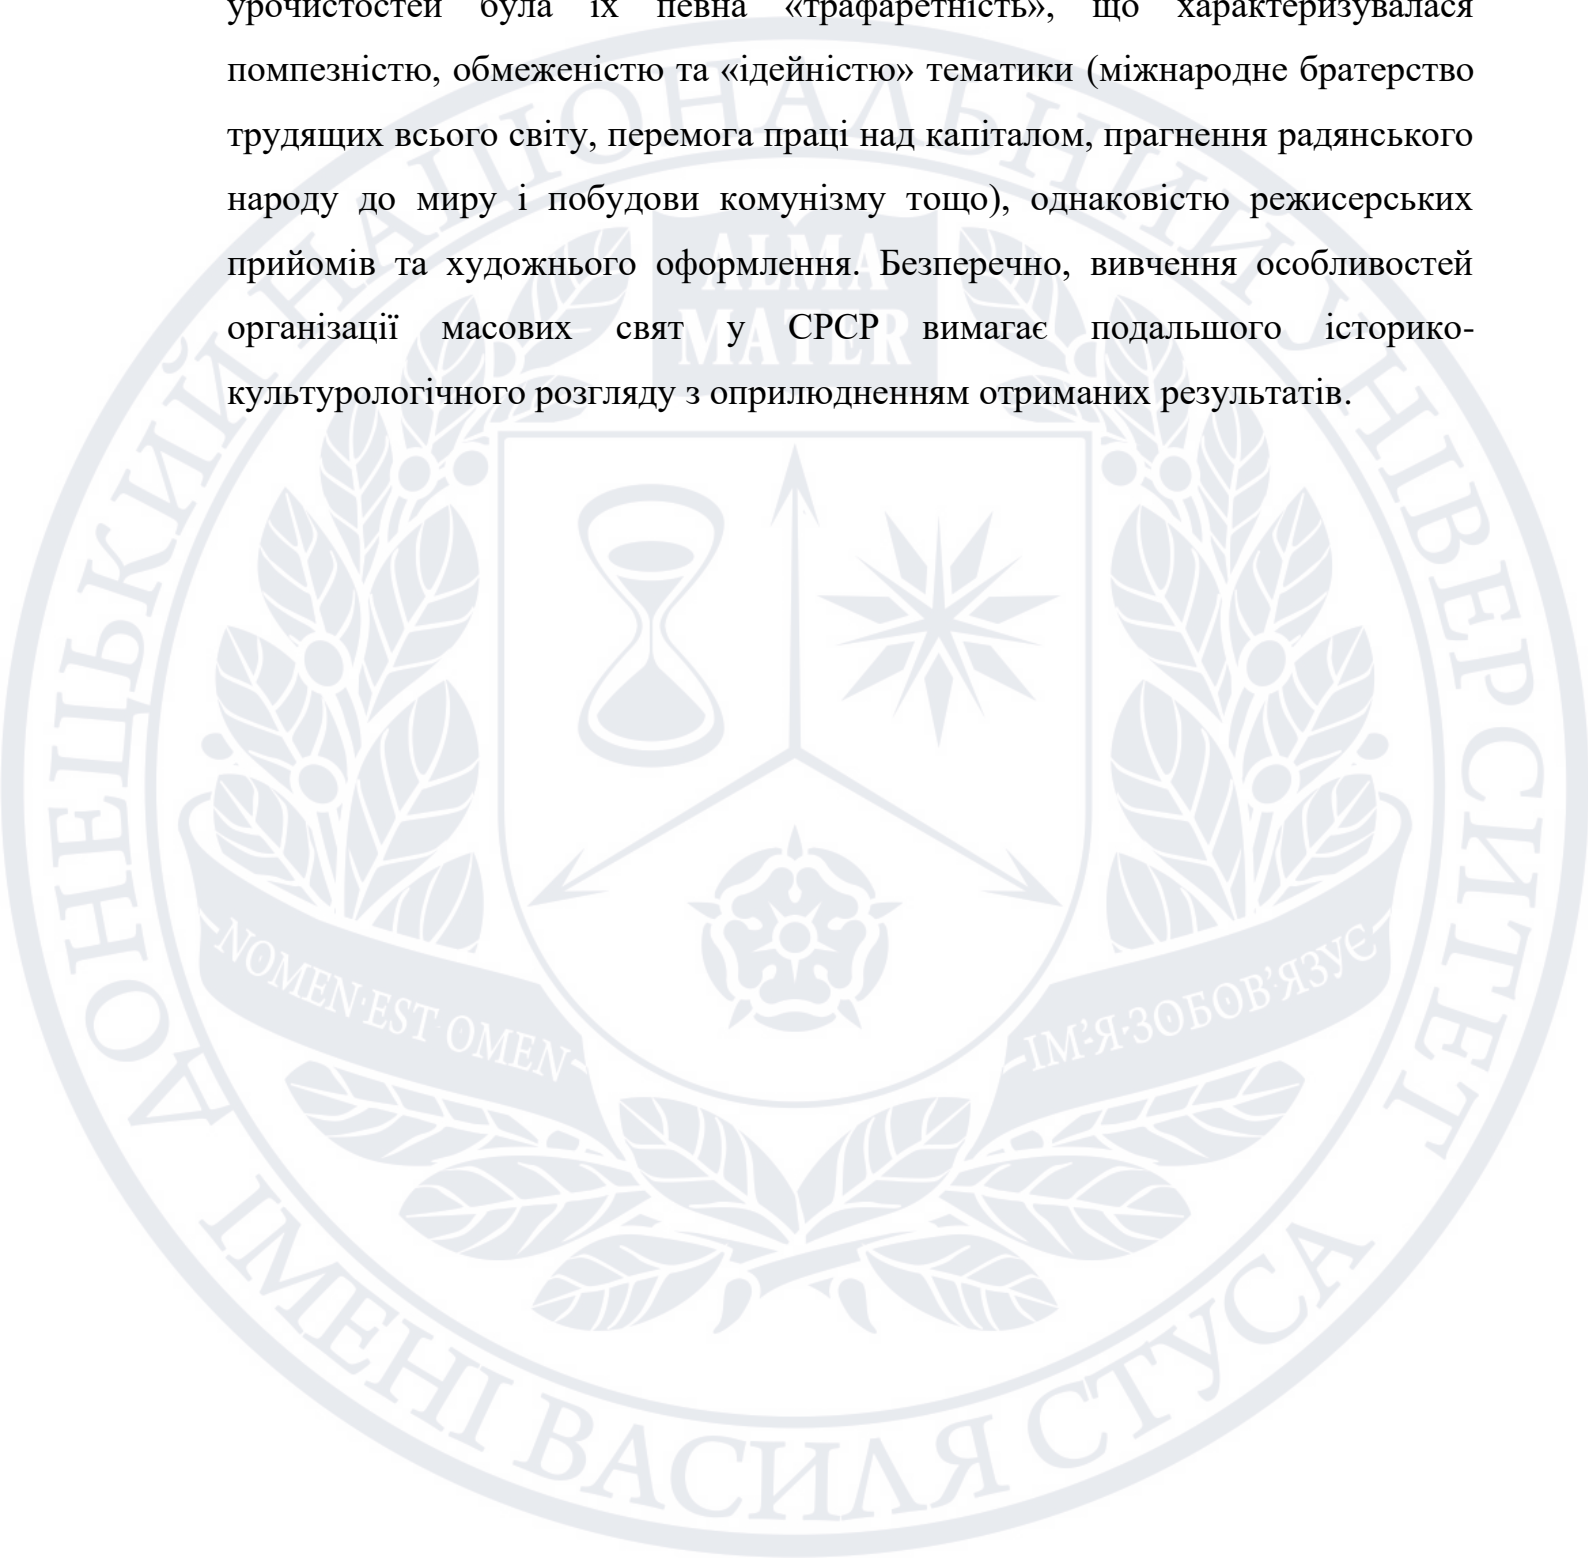 урочистостей була їх певна «трафаретність», що характеризувалася
помпезністю, обмеженістю та «ідейністю» тематики (міжнародне братерство
трудящих всього світу, перемога праці над капіталом, прагнення радянського
народу до миру і побудови комунізму тощо), однаковістю режисерських
прийомів та художнього оформлення. Безперечно, вивчення особливостей
організації масових свят у СРСР вимагає подальшого історико-
культурологічного розгляду з оприлюдненням отриманих результатів.
ДОНЕЦЬКИЙ НАЦІОНАЛЬНИЙ УНІВЕРСИТЕТ
ІМЕНІ ВАСИЛЯ СТУСА
ALMA
MATER
NOMEN·EST·OMEN
ІМ'Я·ЗОБОВ'ЯЗУЄ